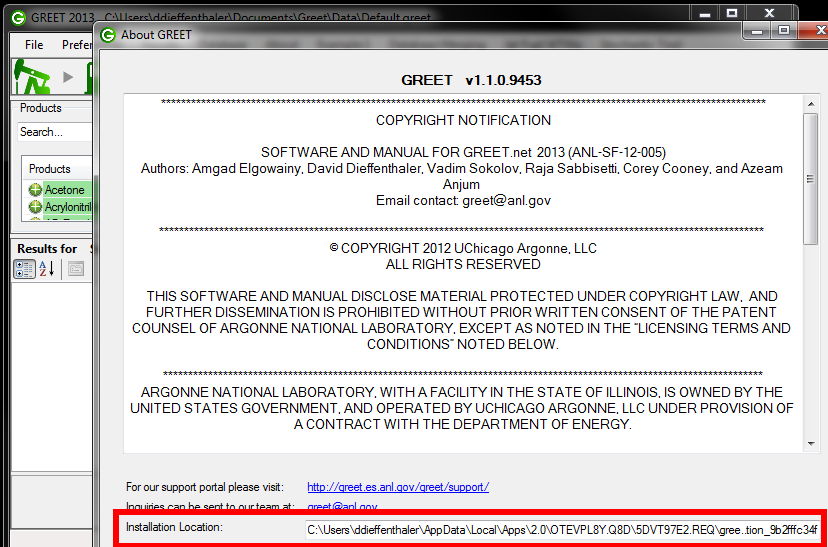 GREET 2013 C:\Users\ddieffenthaler\Documents\Greet\Data\Default.greet
About GREET
File Prefer
GREET v1.1.0.9453
Products
Search...
Products
Acetone
Acrylonitril
Results for
******************************************************************************************************************************
COPYRIGHT NOTIFICATION
SOFTWARE AND MANUAL FOR GREET.net 2013 (ANL-SF-12-005)
Authors: Amgad Elgowainy, David Dieffenthaler, Vadim Sokolov, Raja Sabbisetti, Corey Cooney, and Azeam
Anjum
Email contact: greet@anl.gov
******************************************************************************************************************************
© COPYRIGHT 2012 UChicago Argonne, LLC
ALL RIGHTS RESERVED
THIS SOFTWARE AND MANUAL DISCLOSE MATERIAL PROTECTED UNDER COPYRIGHT LAW, AND
FURTHER DISSEMINATION IS PROHIBITED WITHOUT PRIOR WRITTEN CONSENT OF THE PATENT
COUNSEL OF ARGONNE NATIONAL LABORATORY, EXCEPT AS NOTED IN THE “LICENSING TERMS AND
CONDITIONS” NOTED BELOW.
******************************************************************************************************************************
ARGONNE NATIONAL LABORATORY, WITH A FACILITY IN THE STATE OF ILLINOIS, IS OWNED BY THE
UNITED STATES GOVERNMENT, AND OPERATED BY UCHICAGO ARGONNE, LLC UNDER PROVISION OF
A CONTRACT WITH THE DEPARTMENT OF ENERGY.
For our support portal please visit: http://greet.es.anl.gov/greet/support/
Inquiries can be sent to our team at: greet@anl.gov
Installation Location: C:\Users\ddieffenthaler\AppData\Local\Apps\2.0\OTEVPL8Y.Q8D\5DVT97E2.REQ\gree..tion_9b2fffc34f